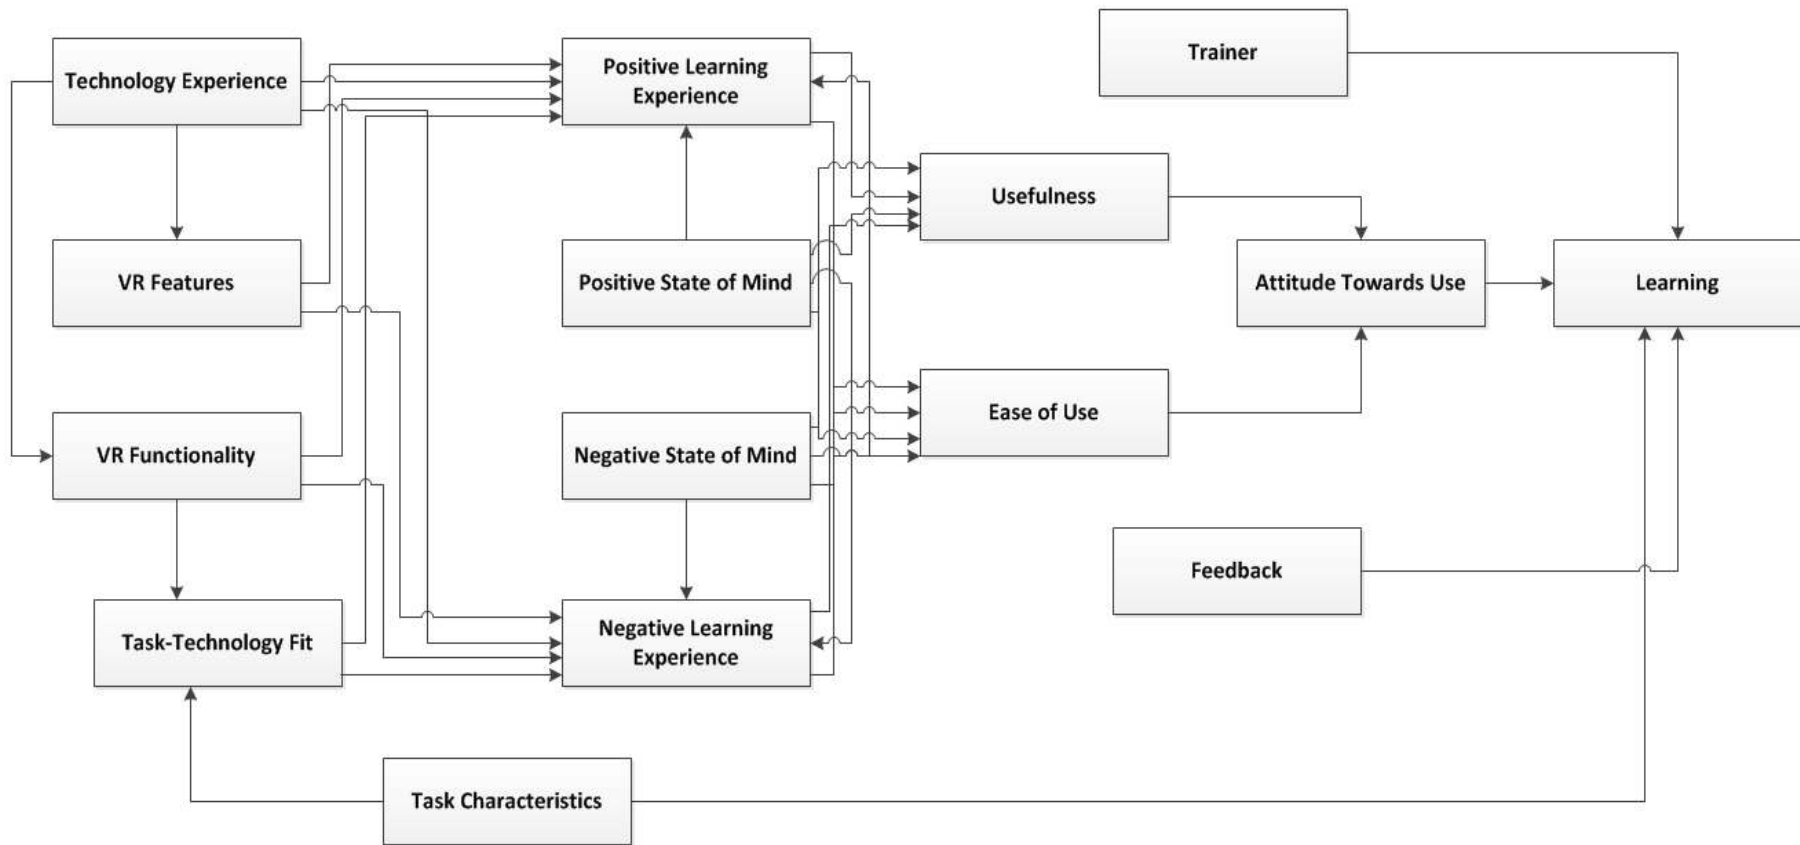 Technology Experience
Positive Learning
Experience
Trainer
Usefulness
VR Features
Positive State of Mind
Attitude Towards Use
Learning
Ease of Use
VR Functionality
Negative State of Mind
Feedback
Task-Technology Fit
Negative Learning
Experience
Task Characteristics